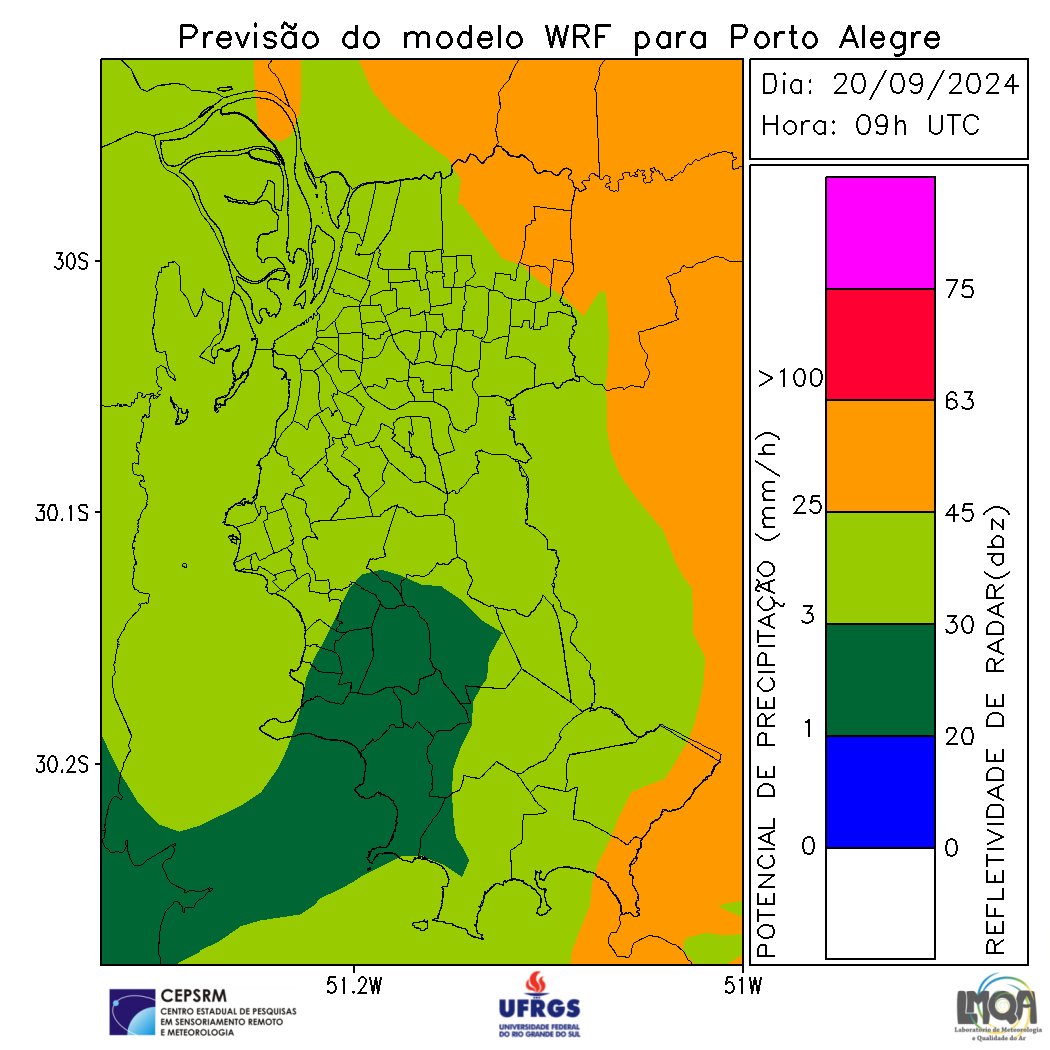 Previsão do modelo WRF para Porto Alegre
Dia: 20/09/2024
Hora: 09h UTC
30S
30.1S
30.2S
51.2W
51W
POTENCIAL DE PRECIPITAÇÃO (mm/h)
>100
25
3
1
0
75
63
45
30
20
0
REFLETIVIDADE DE RADAR(dbz)
CEPSRM
CENTRO ESTADUAL DE PESQUISAS
EM SENSORIAMENTO REMOTO
E METEOROLOGIA
UFRGS
UNIVERSIDADE FEDERAL
DO RIO GRANDE DO SUL
LMQA
Laboratório de Meteorologia
e Qualidade do Ar